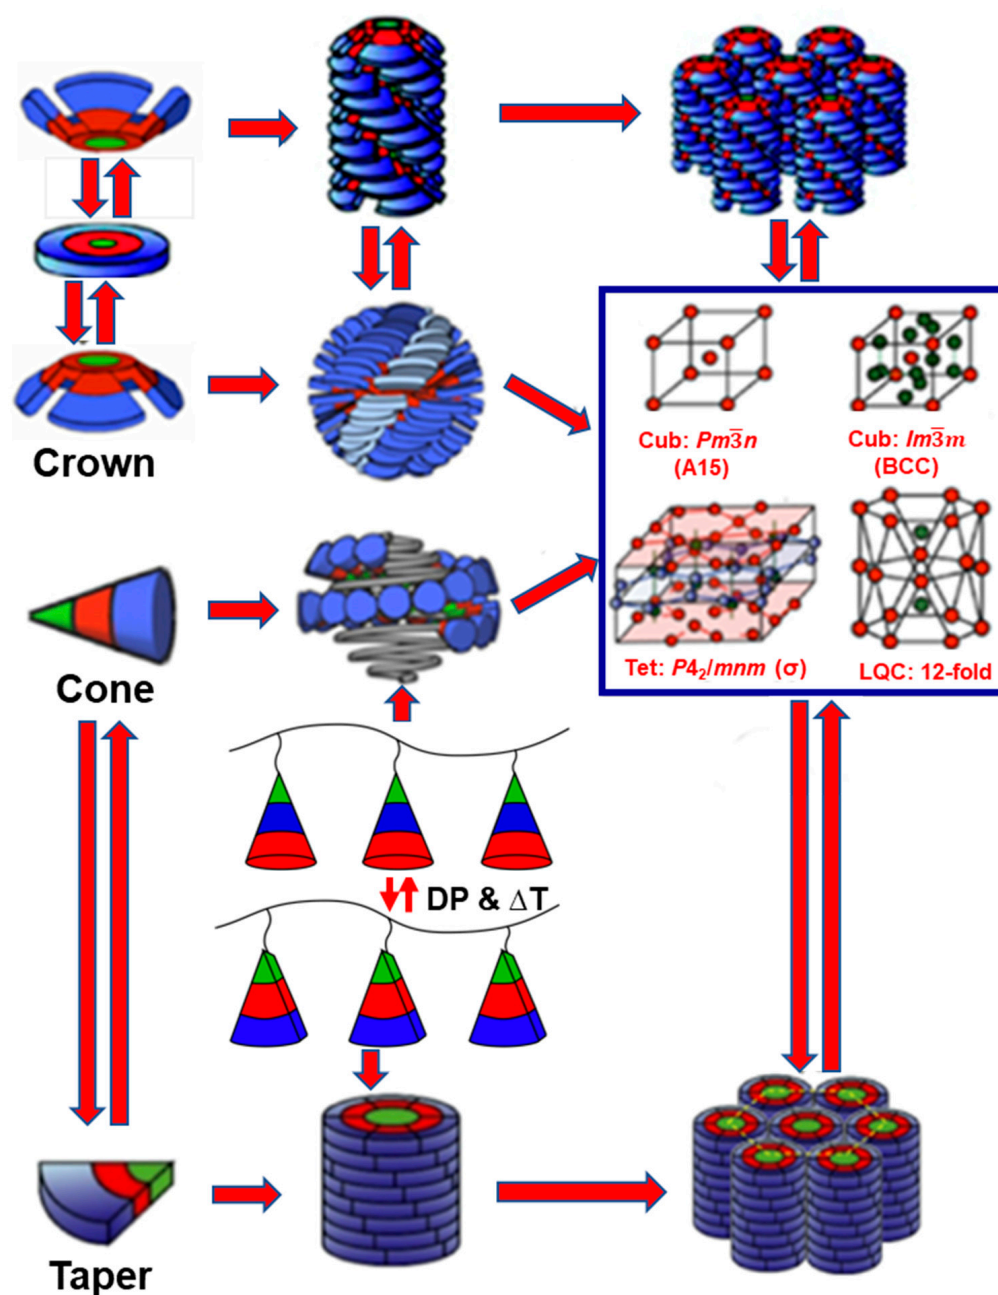 Crown
Cub: Pm3̅n
(A15)
Cub: Im3̅m
(BCC)
Tet: P4₂/mnm (σ)
LQC: 12-fold
Cone
DP & ΔT
Taper